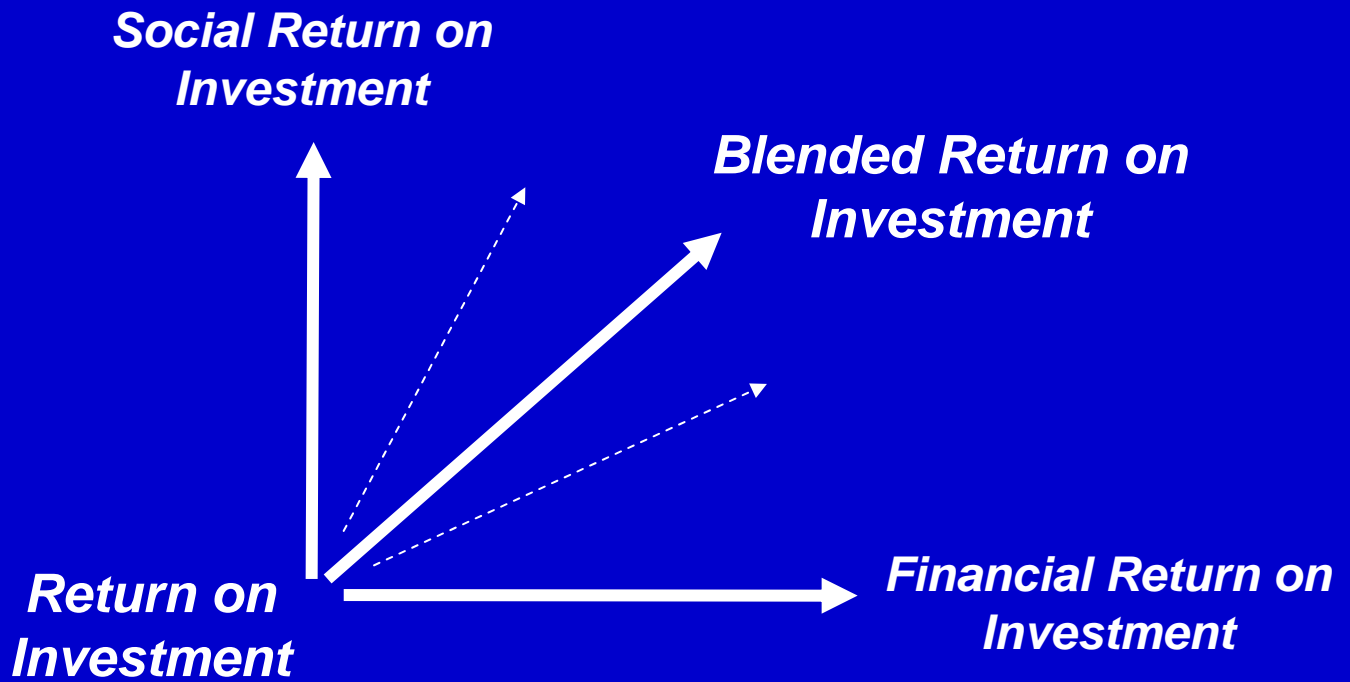 Social Return on
Investment
Blended Return on
Investment
Return on
Investment
Financial Return on
Investment